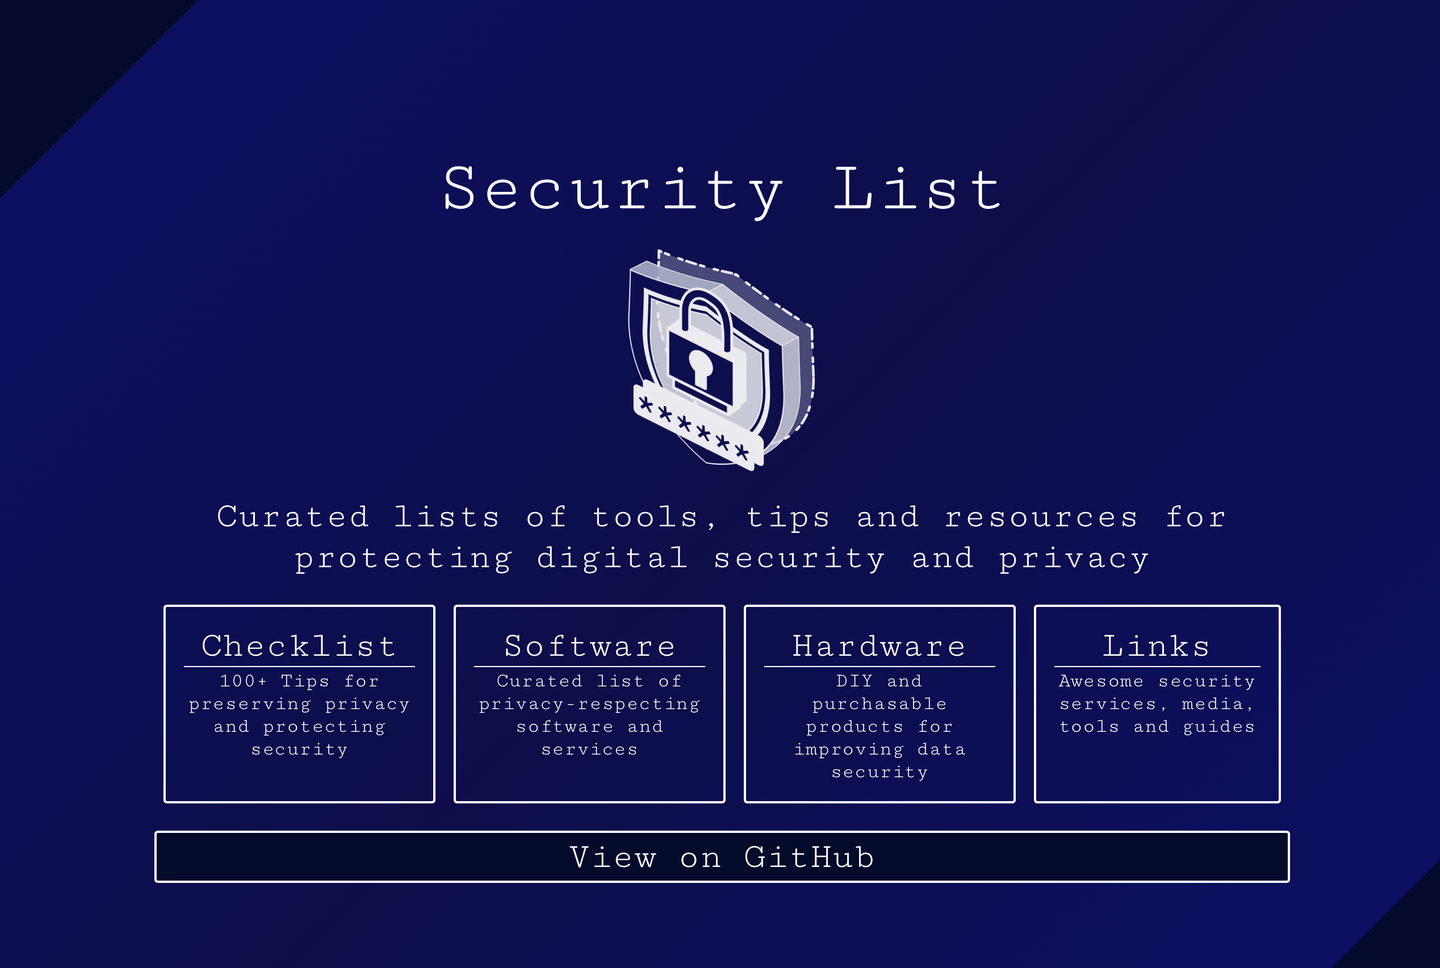 Security List
******
Curated lists of tools, tips and resources for
protecting digital security and privacy
Checklist
100+ Tips for
preserving privacy
and protecting
security
Software
Curated list of
privacy-respecting
software and
services
Hardware
DIY and
purchasable
products for
improving data
security
Links
Awesome security
services, media,
tools and guides
View on GitHub